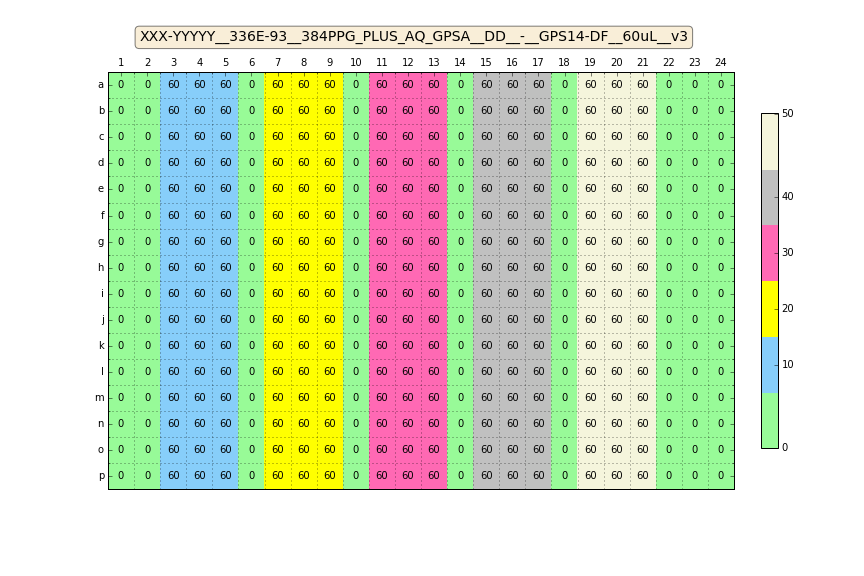 XXX-YYYYY__336E-93__384PPG_PLUS_AQ_GPSA__DD__-__GPS14-DF__60uL__v3
1 2 3 4 5 6 7 8 9 10 11 12 13 14 15 16 17 18 19 20 21 22 23 24
a 0 0 60 60 60 0 60 60 60 0 60 60 60 0 60 60 60 0 60 60 60 0 0 0
b 0 0 60 60 60 0 60 60 60 0 60 60 60 0 60 60 60 0 60 60 60 0 0 0
c 0 0 60 60 60 0 60 60 60 0 60 60 60 0 60 60 60 0 60 60 60 0 0 0
d 0 0 60 60 60 0 60 60 60 0 60 60 60 0 60 60 60 0 60 60 60 0 0 0
e 0 0 60 60 60 0 60 60 60 0 60 60 60 0 60 60 60 0 60 60 60 0 0 0
f 0 0 60 60 60 0 60 60 60 0 60 60 60 0 60 60 60 0 60 60 60 0 0 0
g 0 0 60 60 60 0 60 60 60 0 60 60 60 0 60 60 60 0 60 60 60 0 0 0
h 0 0 60 60 60 0 60 60 60 0 60 60 60 0 60 60 60 0 60 60 60 0 0 0
i 0 0 60 60 60 0 60 60 60 0 60 60 60 0 60 60 60 0 60 60 60 0 0 0
j 0 0 60 60 60 0 60 60 60 0 60 60 60 0 60 60 60 0 60 60 60 0 0 0
k 0 0 60 60 60 0 60 60 60 0 60 60 60 0 60 60 60 0 60 60 60 0 0 0
l 0 0 60 60 60 0 60 60 60 0 60 60 60 0 60 60 60 0 60 60 60 0 0 0
m 0 0 60 60 60 0 60 60 60 0 60 60 60 0 60 60 60 0 60 60 60 0 0 0
n 0 0 60 60 60 0 60 60 60 0 60 60 60 0 60 60 60 0 60 60 60 0 0 0
o 0 0 60 60 60 0 60 60 60 0 60 60 60 0 60 60 60 0 60 60 60 0 0 0
p 0 0 60 60 60 0 60 60 60 0 60 60 60 0 60 60 60 0 60 60 60 0 0 0
50
40
30
20
10
0